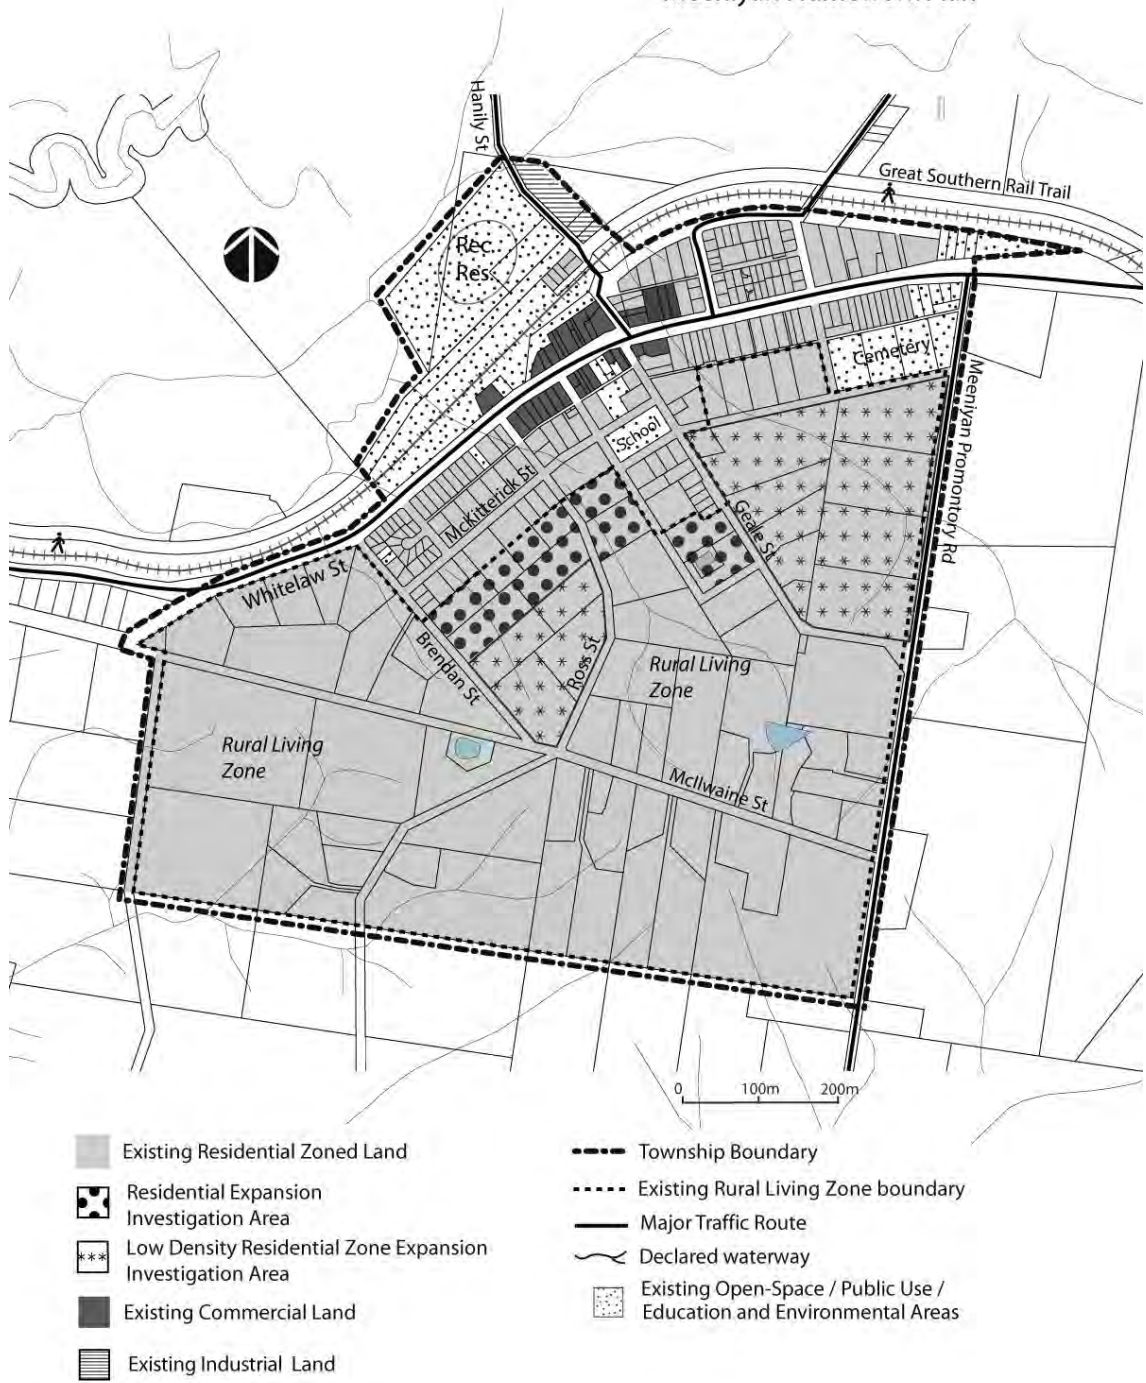 Hanily St
Great Southern Rail Trail
Rec.
Res.
Cemetery
Meeniyan Promontory Rd
School
McKitterick St
Geale St
Whitelaw St
Brendan St
Ross St
Rural Living
Zone
Rural Living
Zone
McIlwaine St
0 100m 200m
Existing Residential Zoned Land
Residential Expansion
Investigation Area
Low Density Residential Zone Expansion
Investigation Area
Existing Commercial Land
Existing Industrial Land
Township Boundary
Existing Rural Living Zone boundary
Major Traffic Route
Declared waterway
Existing Open-Space / Public Use /
Education and Environmental Areas